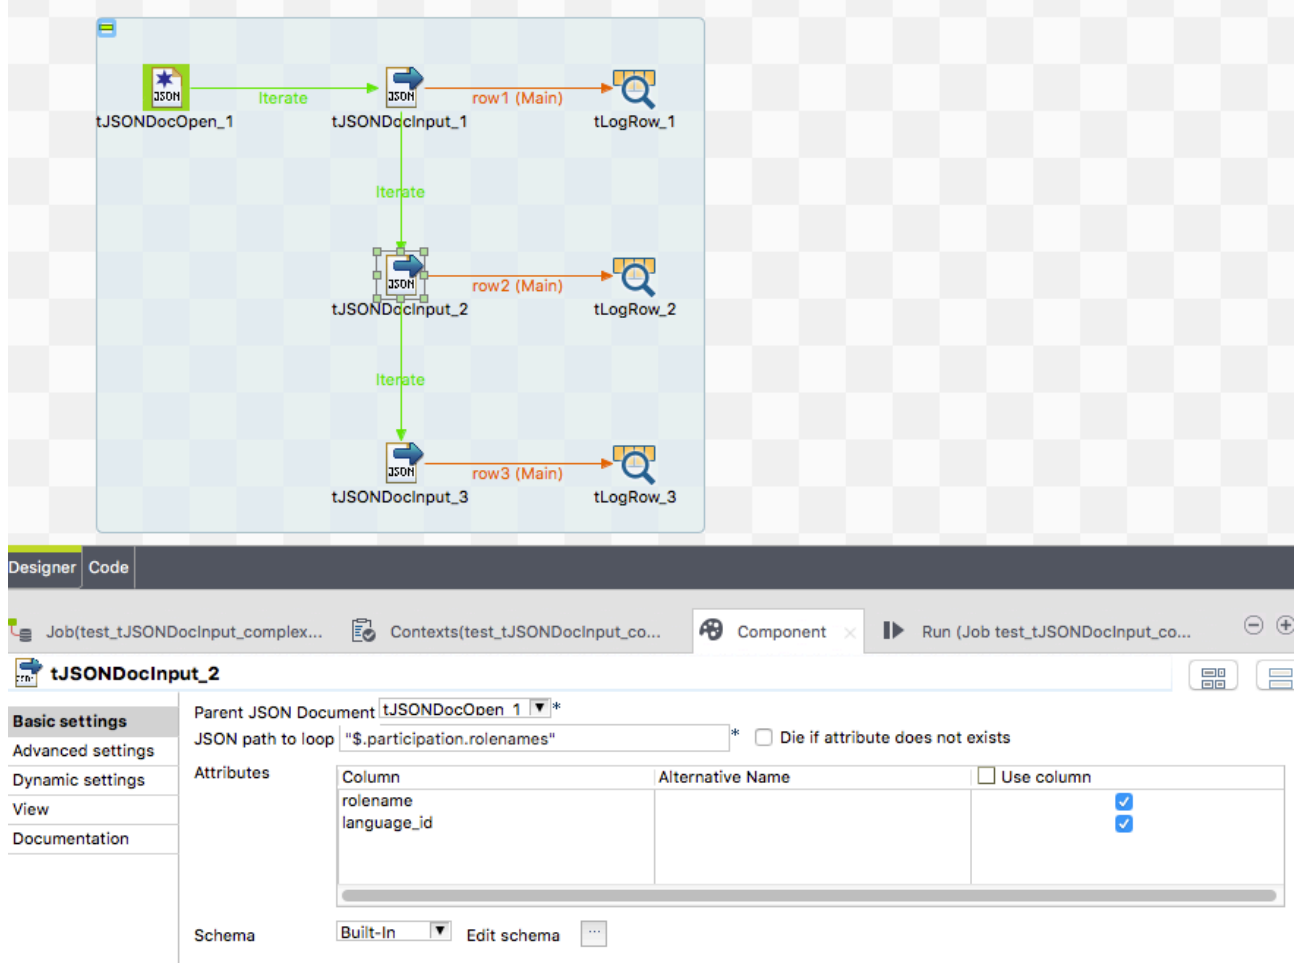 JSON
JSON
tJSONDocOpen_1
Iterate
tJSONDocInput_1
row1 (Main)
tLogRow_1
Iterate
JSON
tJSONDocInput_2
row2 (Main)
tLogRow_2
Iterate
JSON
tJSONDocInput_3
row3 (Main)
tLogRow_3
Designer Code
Job(test_tJSONDocInput_complex... Contexts(test_tJSONDocInput_co... Component Run (Job test_tJSONDocInput_co...
tJSONDocInput_2
Basic settings
Advanced settings
Dynamic settings
View
Documentation
Parent JSON Document tJSONDocOpen_1 *
JSON path to loop "$.participation.rolenames" * Die if attribute does not exists
Attributes
Column Alternative Name Use column
rolename
language_id
Schema Built-In Edit schema ...